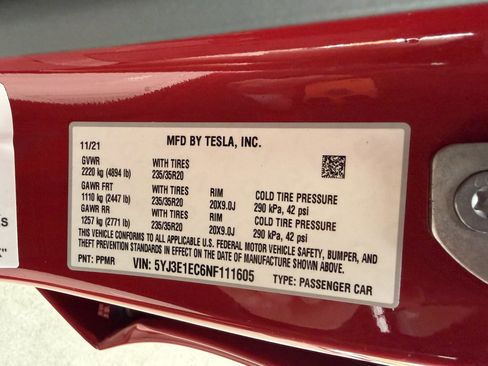 11/21 MFD BY TESLA, INC.
GVWR WITH TIRES
2220 kg (4894 lb) 235/35R20
GAWR FRT WITH TIRES RIM COLD TIRE PRESSURE
1110 kg (2447 lb) 235/35R20 20X9.0J 290 kPa, 42 psi
GAWR RR WITH TIRES RIM COLD TIRE PRESSURE
1257 kg (2771 lb) 235/35R20 20X9.0J 290 kPa, 42 psi
THIS VEHICLE CONFORMS TO ALL APPLICABLE U.S. FEDERAL MOTOR VEHICLE SAFETY, BUMPER, AND
THEFT PREVENTION STANDARDS IN EFFECT ON THE DATE OF MANUFACTURE SHOWN ABOVE.
PNT: PPMR VIN: 5YJ3E1EC6NF111605 TYPE: PASSENGER CAR